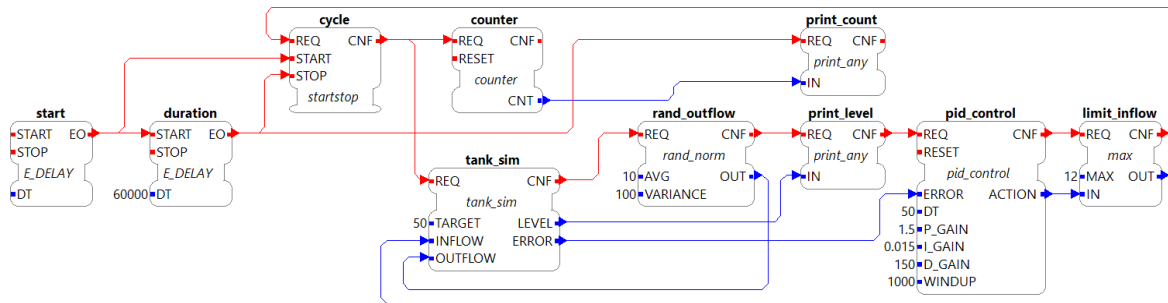 cycle
REQ CNF
START
STOP
startstop
counter
REQ CNF
RESET
counter
CNT
print_count
REQ CNF
print_any
IN
start
START EO
STOP
E_DELAY
DT
duration
START EO
STOP
E_DELAY
60000 DT
tank_sim
REQ CNF
tank_sim
50 TARGET LEVEL
INFLOW ERROR
OUTFLOW
rand_outflow
REQ CNF
rand_norm
10 AVG OUT
100 VARIANCE
print_level
REQ CNF
print_any
IN
pid_control
REQ CNF
RESET
pid_control
ERROR ACTION
50 DT
1.5 P_GAIN
0.015 I_GAIN
150 D_GAIN
1000 WINDUP
limit_inflow
REQ CNF
max
12 MAX OUT
IN